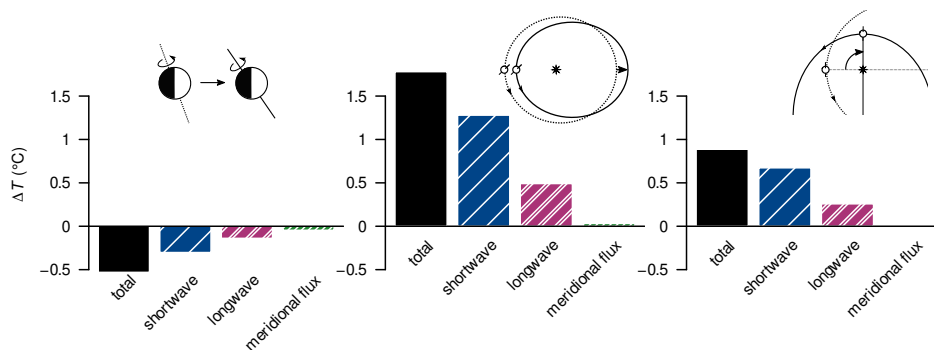 ΔT (°C)
1.5
1
0.5
0
−0.5
total
shortwave
longwave
meridional flux
1.5
1
0.5
0
−0.5
total
shortwave
longwave
meridional flux
1.5
1
0.5
0
−0.5
total
shortwave
longwave
meridional flux